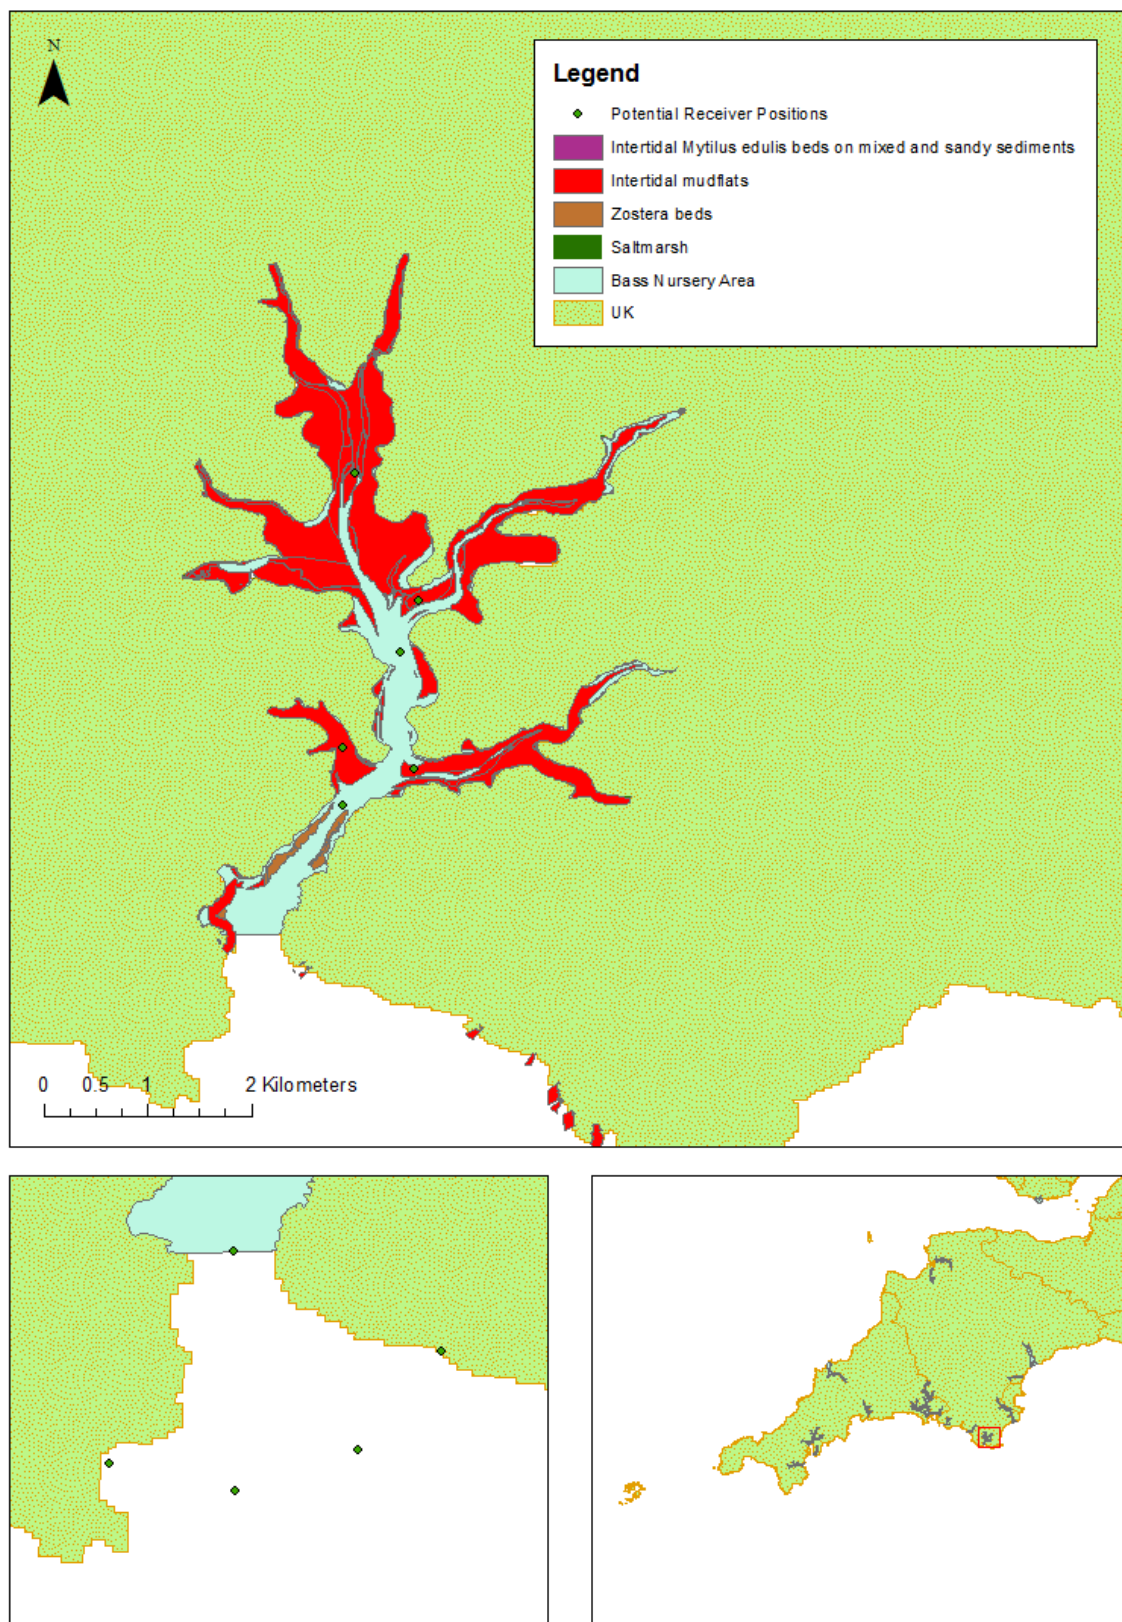 N
Legend
Potential Receiver Positions
Intertidal Mytilus edulis beds on mixed and sandy sediments
Intertidal mudflats
Zostera beds
Saltmarsh
Bass Nursery Area
UK
0 0.5 1 2 Kilometers